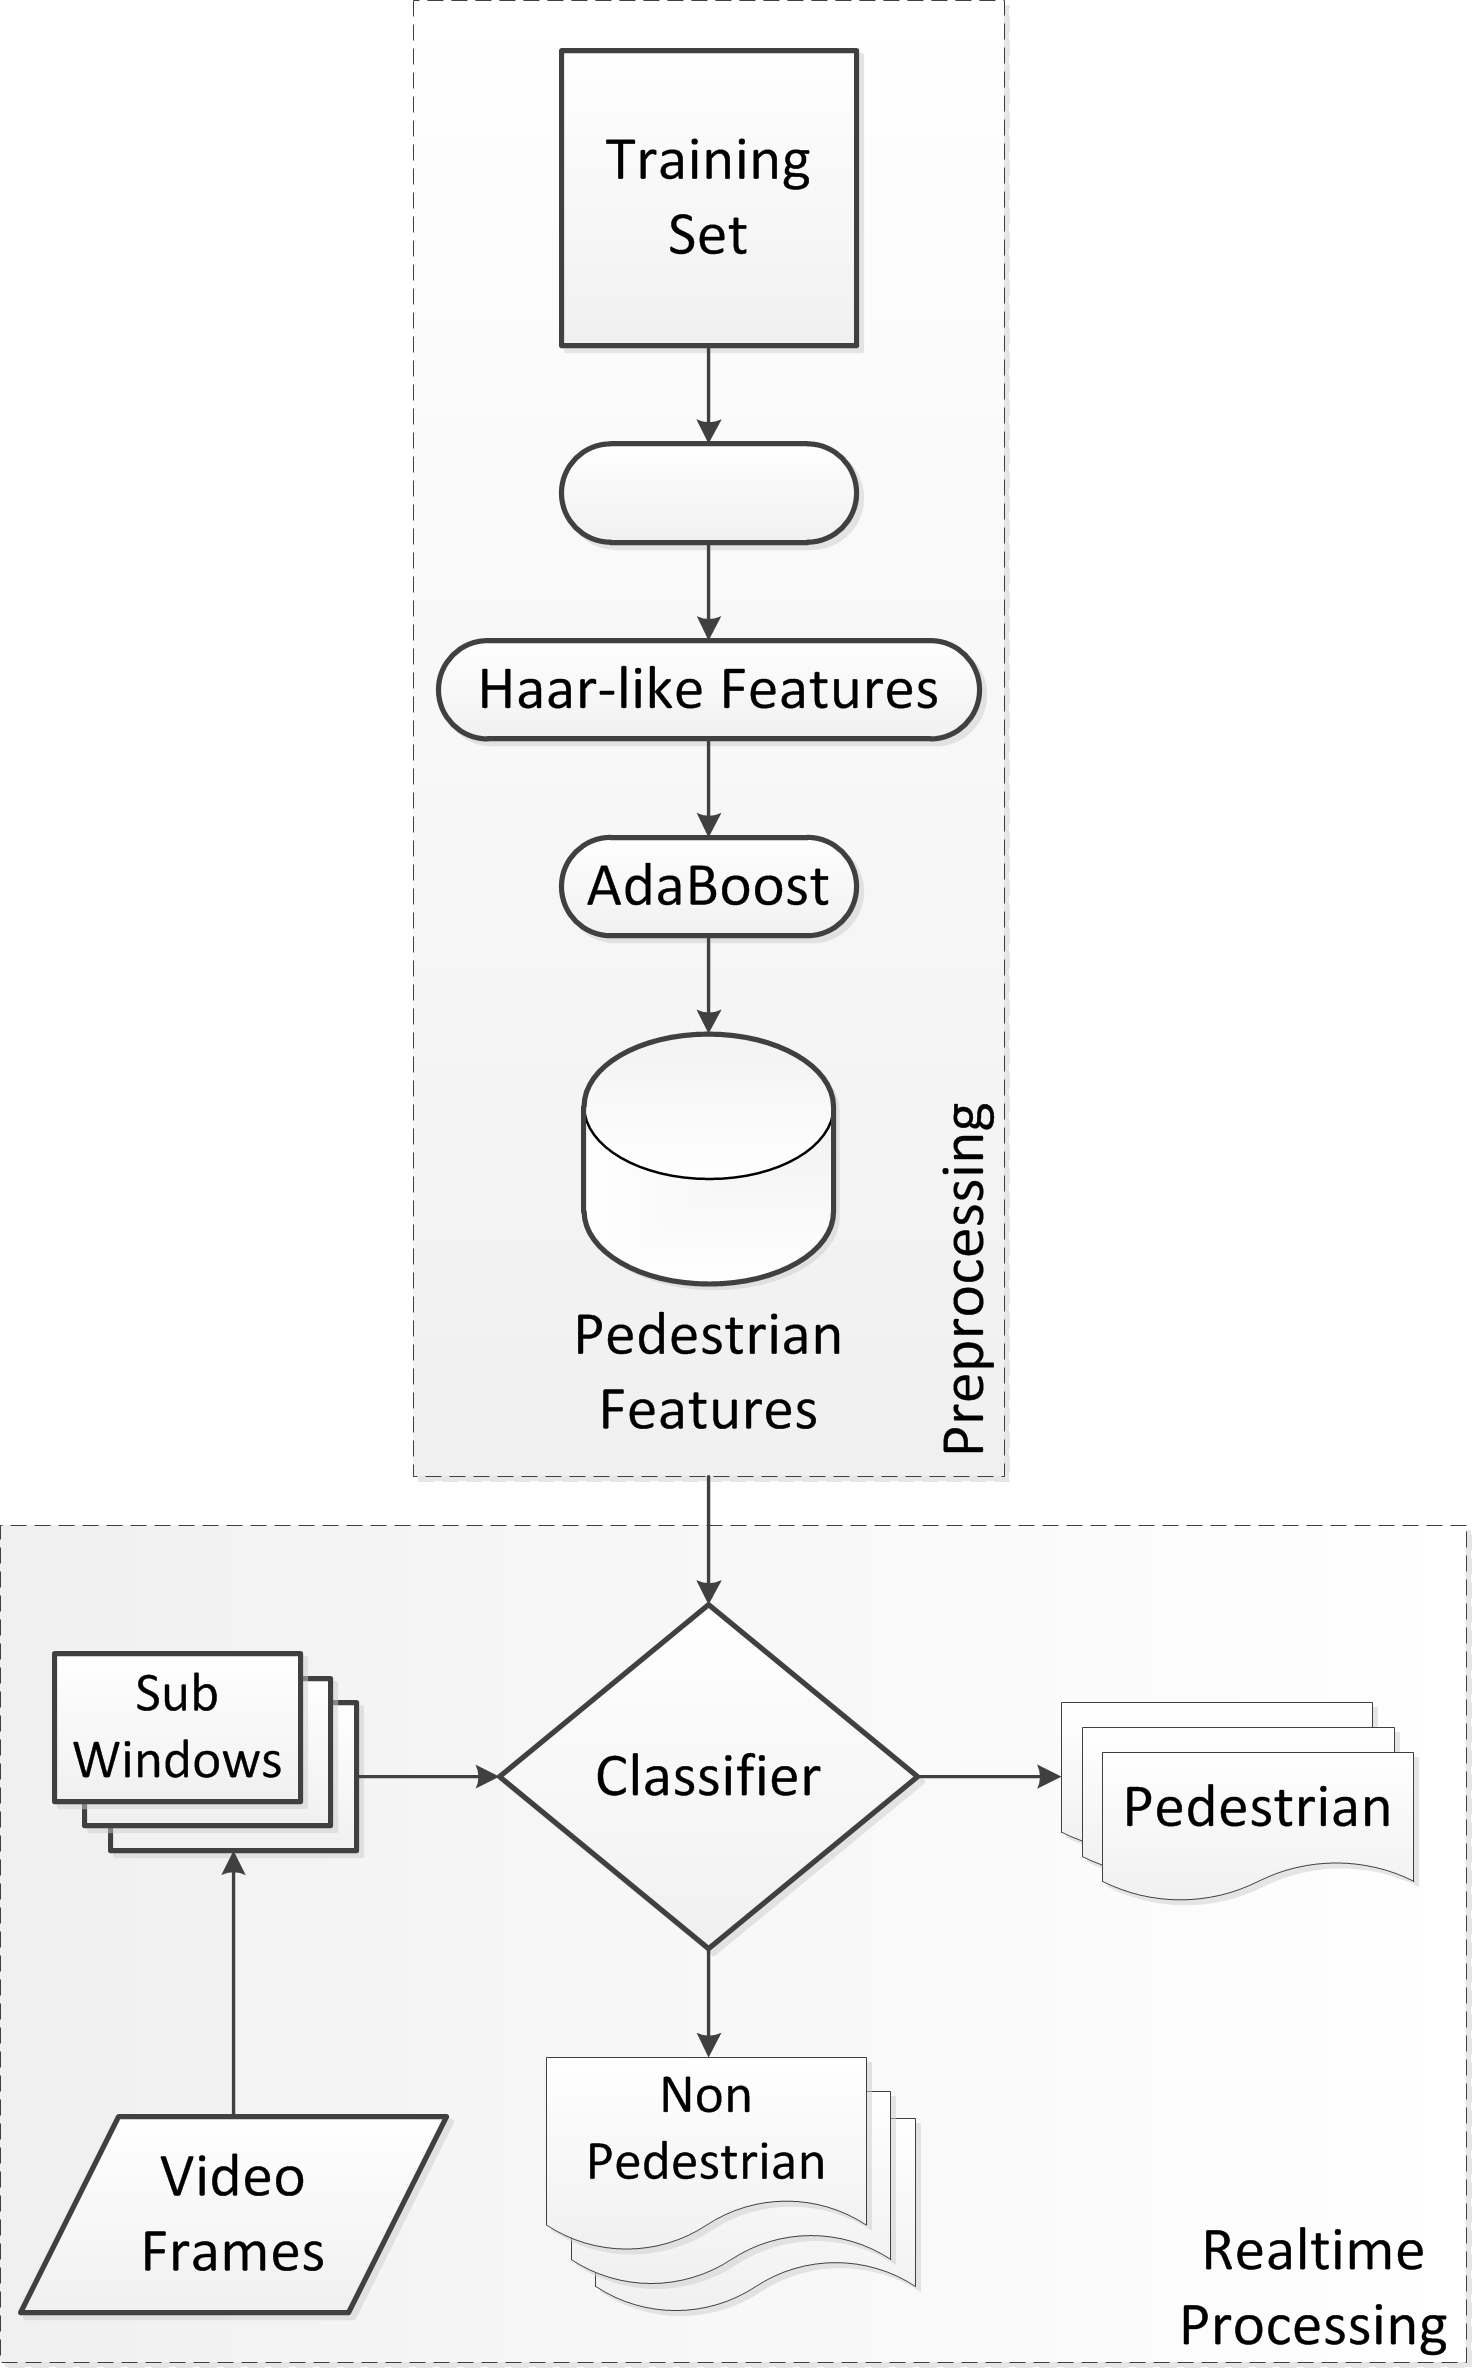 Training
Set
Haar-like Features
AdaBoost
Pedestrian
Features
Preprocessing
Sub
Windows
Classifier
Pedestrian
Non
Pedestrian
Video
Frames
Realtime
Processing